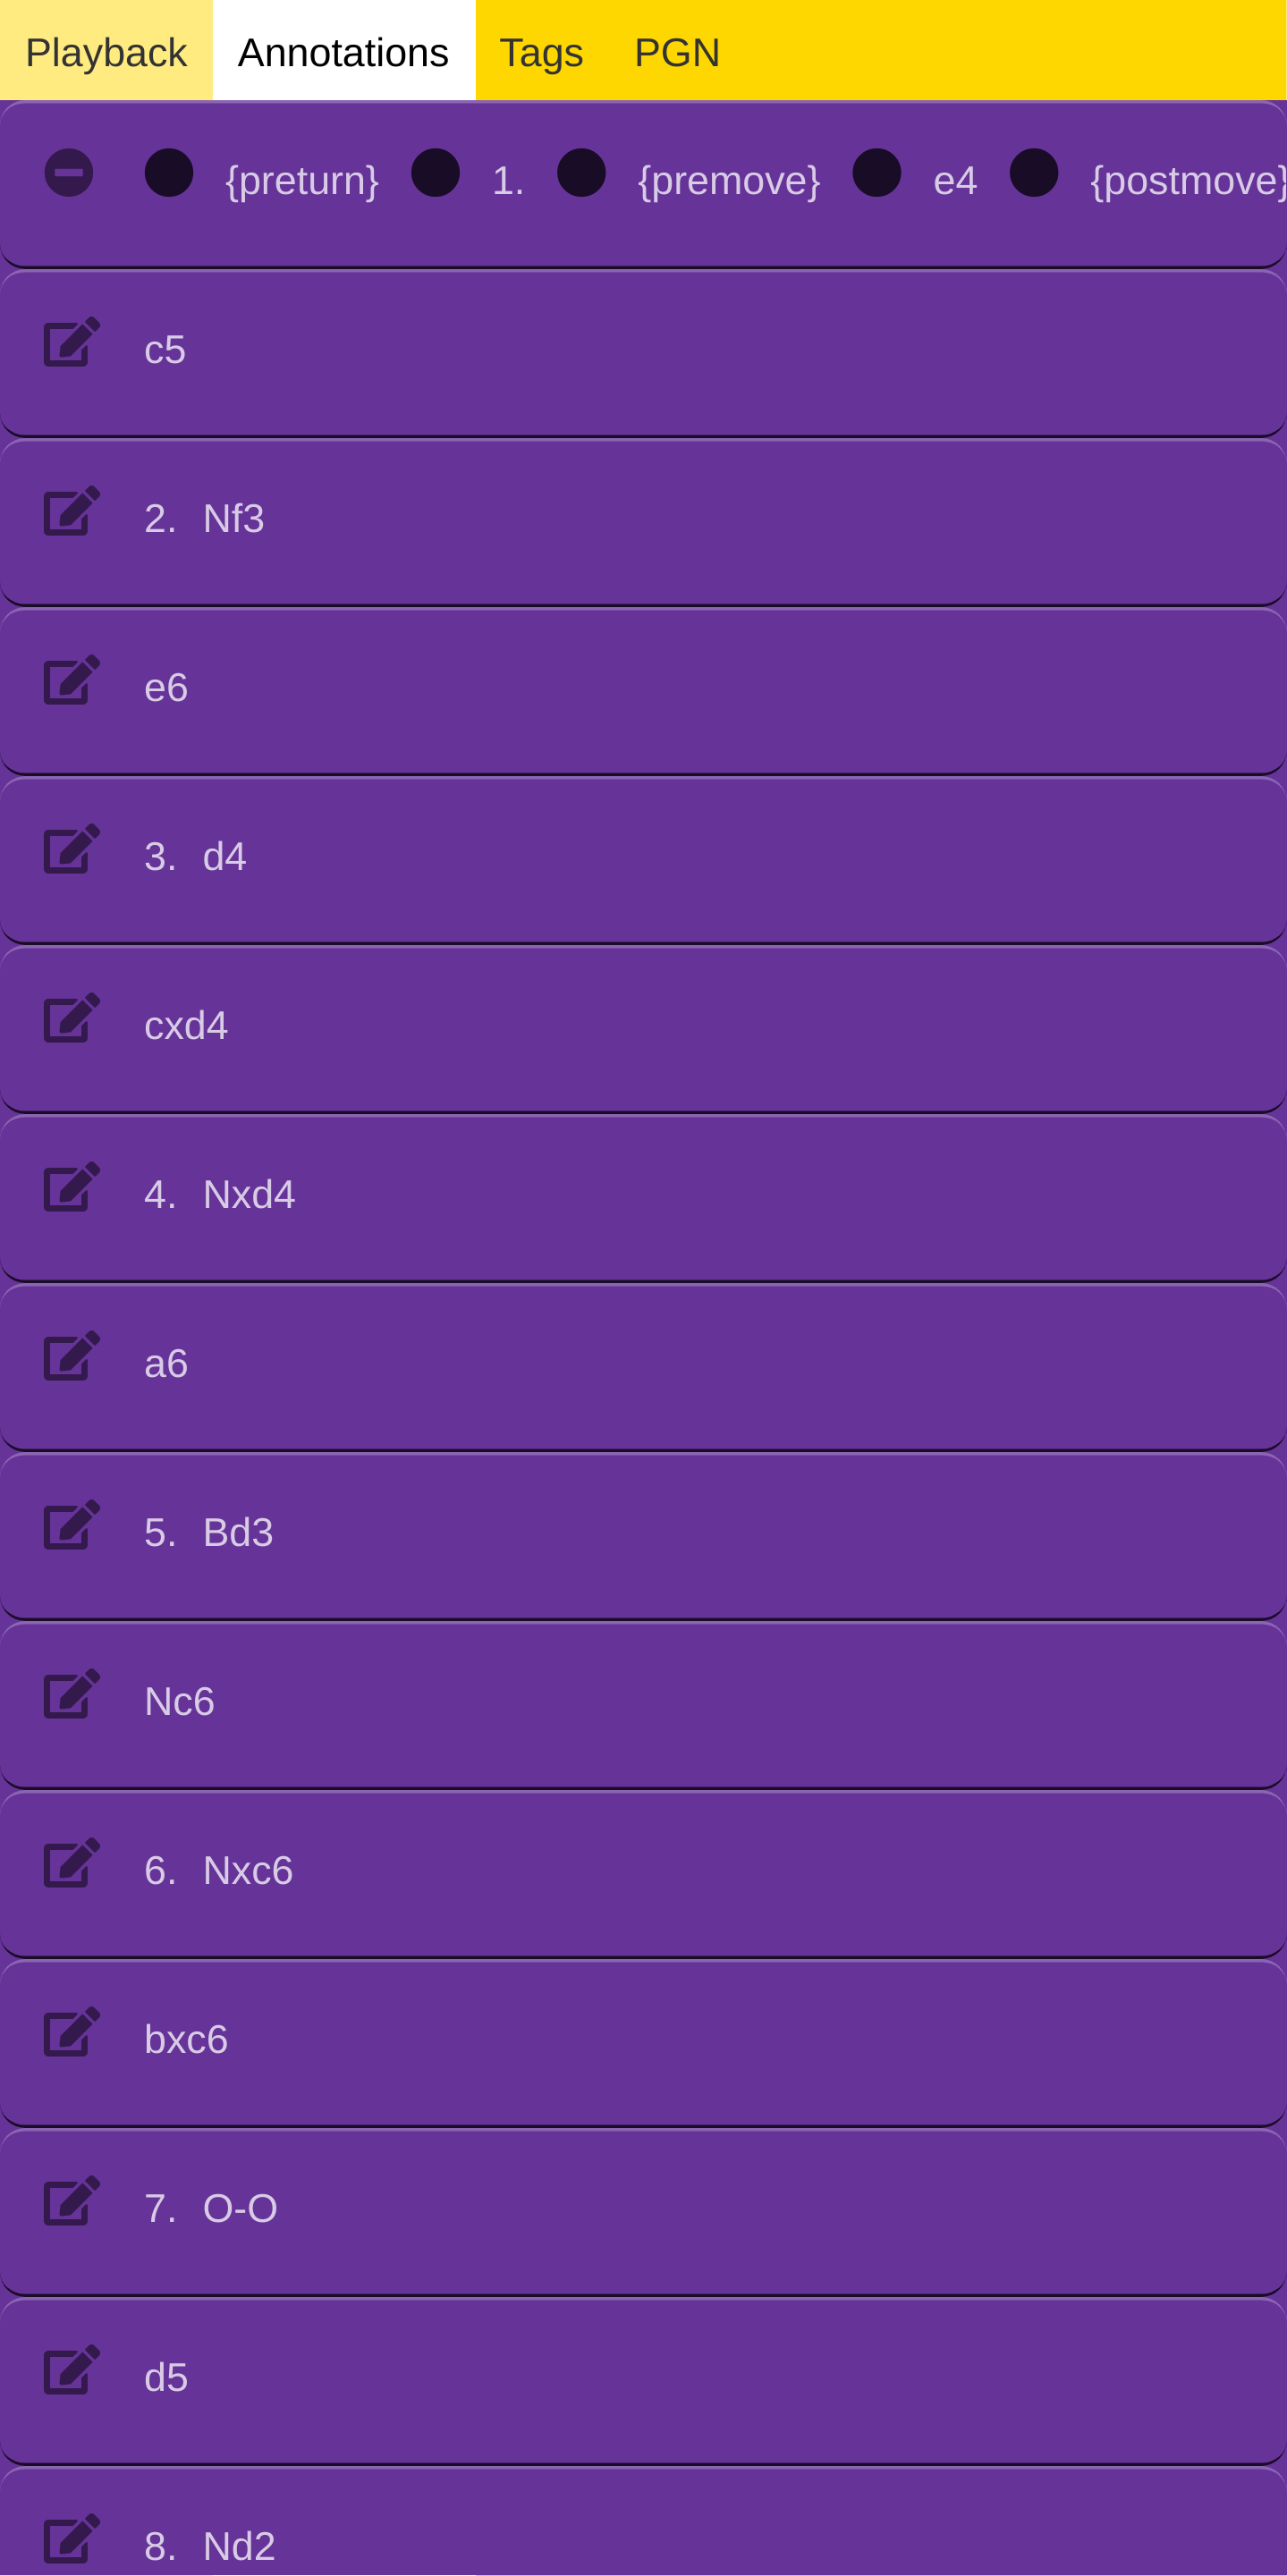 Playback Annotations Tags PGN
{preturn} 1. {premove} e4 {postmove}
c5
2. Nf3
e6
3. d4
cxd4
4. Nxd4
a6
5. Bd3
Nc6
6. Nxc6
bxc6
7. O-O
d5
8. Nd2